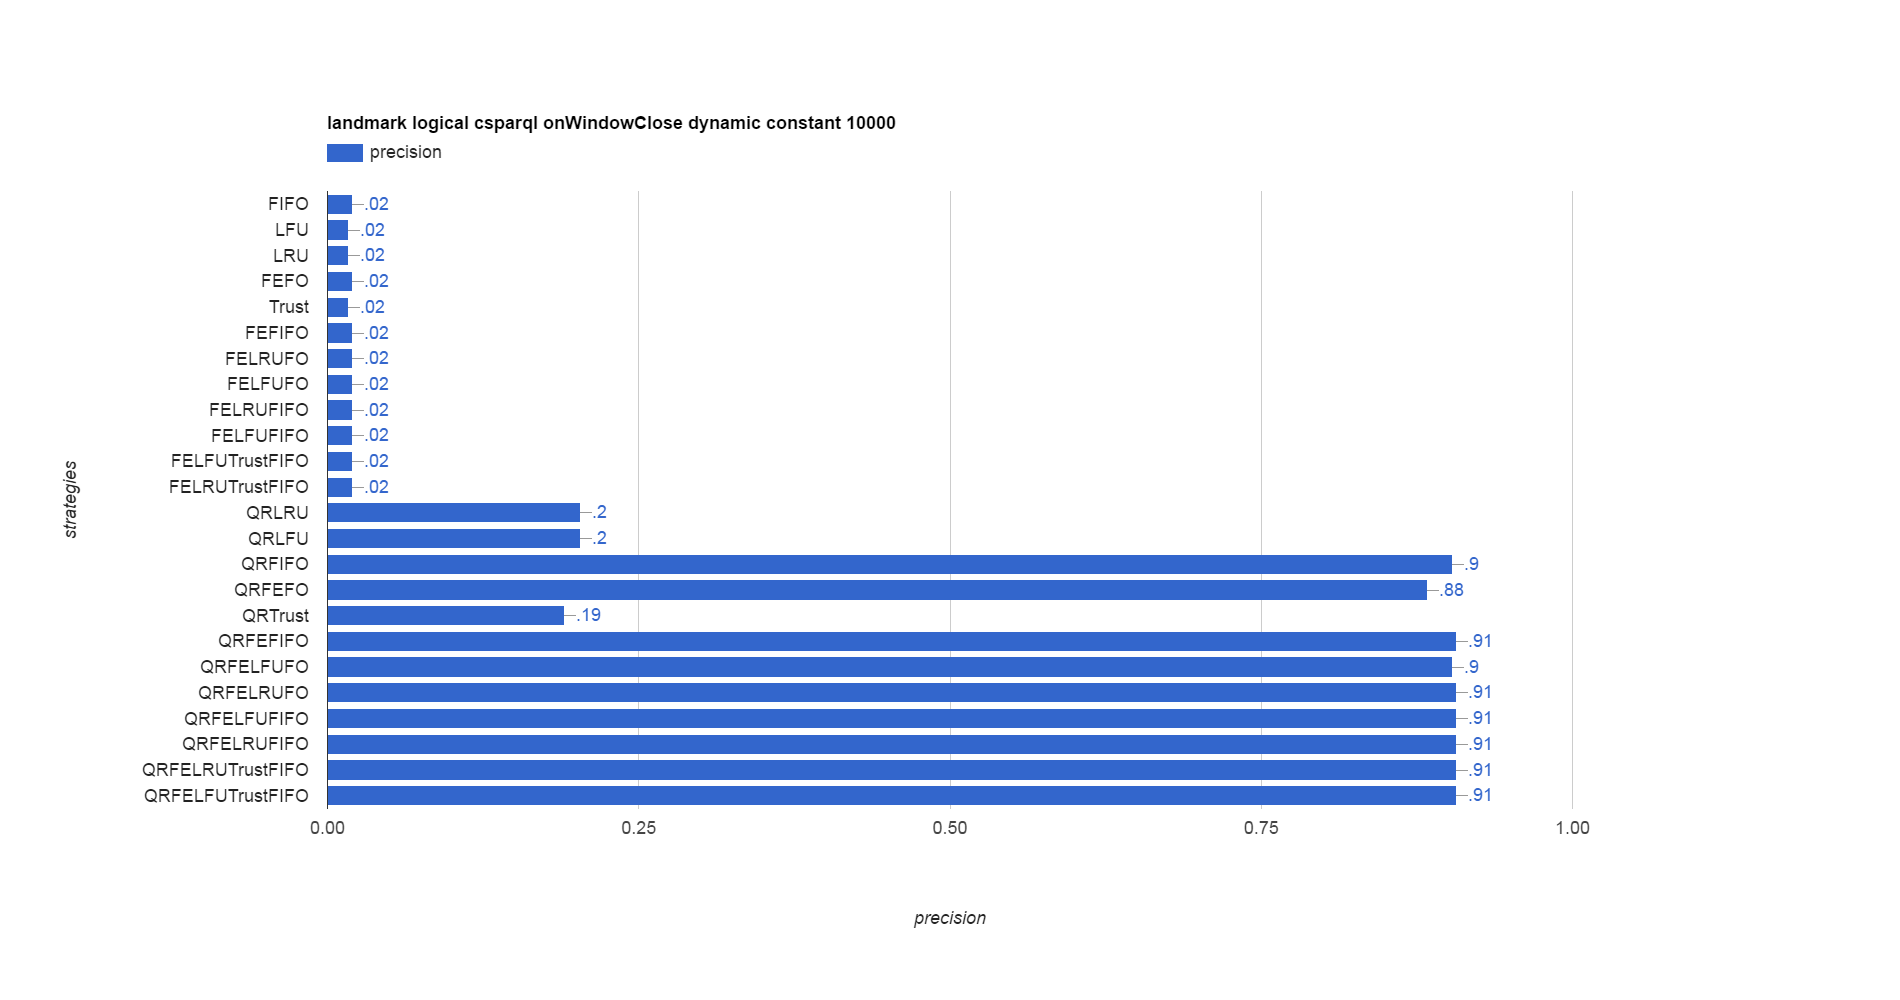 landmark logical csparql onWindowClose dynamic constant 10000
precision
FIFO .02
LFU .02
LRU .02
FEFO .02
Trust .02
FEFIFO .02
FELRUFO .02
FELFUFO .02
FELRUFIFO .02
FELFUFIFO .02
FELFUTrustFIFO .02
FELRUTrustFIFO .02
QRLRU .2
QRLFU .2
QRFIFO .9
QRFEFO .88
QRTrust .19
QRFEFIFO .91
QRFELFUFO .9
QRFELRUFO .91
QRFELFUFIFO .91
QRFELRUFIFO .91
QRFELRUTrustFIFO .91
QRFELFUTrustFIFO .91
strategies
0.00 0.25 0.50 0.75 1.00
precision